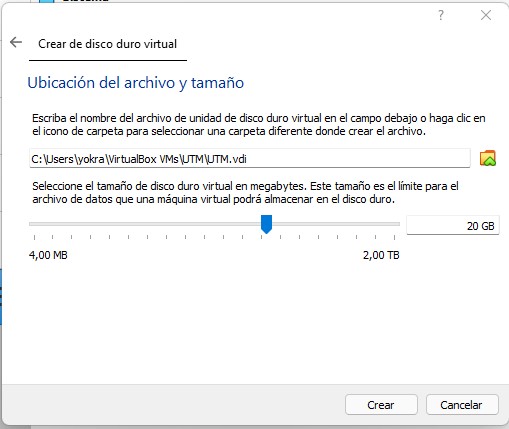 ?
Crear de disco duro virtual
Ubicación del archivo y tamaño
Escriba el nombre del archivo de unidad de disco duro virtual en el campo debajo o haga clic en
el icono de carpeta para seleccionar una carpeta diferente donde crear el archivo.
C:\Users\yokra\VirtualBox VMs\UTM\UTM.vdi
Seleccione el tamaño de disco duro virtual en megabytes. Este tamaño es el límite para el
archivo de datos que una máquina virtual podrá almacenar en el disco duro.
20 GB
4,00 MB 2,00 TB
Crear Cancelar